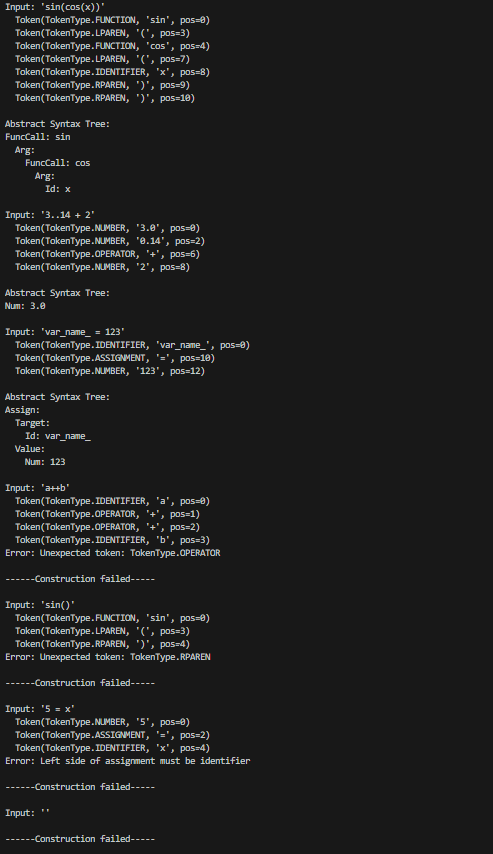 Input: 'sin(cos(x))'
  Token(TokenType.FUNCTION, 'sin', pos=0)
  Token(TokenType.LPAREN, '(', pos=3)
  Token(TokenType.FUNCTION, 'cos', pos=4)
  Token(TokenType.LPAREN, '(', pos=7)
  Token(TokenType.IDENTIFIER, 'x', pos=8)
  Token(TokenType.RPAREN, ')', pos=9)
  Token(TokenType.RPAREN, ')', pos=10)

Abstract Syntax Tree:
FuncCall: sin
  Arg:
    FuncCall: cos
      Arg:
        Id: x

Input: '3..14 + 2'
  Token(TokenType.NUMBER, '3.0', pos=0)
  Token(TokenType.NUMBER, '0.14', pos=2)
  Token(TokenType.OPERATOR, '+', pos=6)
  Token(TokenType.NUMBER, '2', pos=8)

Abstract Syntax Tree:
Num: 3.0

Input: 'var_name_ = 123'
  Token(TokenType.IDENTIFIER, 'var_name_', pos=0)
  Token(TokenType.ASSIGNMENT, '=', pos=10)
  Token(TokenType.NUMBER, '123', pos=12)

Abstract Syntax Tree:
Assign:
  Target:
    Id: var_name_
  Value:
    Num: 123

Input: 'a++b'
  Token(TokenType.IDENTIFIER, 'a', pos=0)
  Token(TokenType.OPERATOR, '+', pos=1)
  Token(TokenType.OPERATOR, '+', pos=2)
  Token(TokenType.IDENTIFIER, 'b', pos=3)
Error: Unexpected token: TokenType.OPERATOR

------Construction failed-----

Input: 'sin()'
  Token(TokenType.FUNCTION, 'sin', pos=0)
  Token(TokenType.LPAREN, '(', pos=3)
  Token(TokenType.RPAREN, ')', pos=4)
Error: Unexpected token: TokenType.RPAREN

------Construction failed-----

Input: '5 = x'
  Token(TokenType.NUMBER, '5', pos=0)
  Token(TokenType.ASSIGNMENT, '=', pos=2)
  Token(TokenType.IDENTIFIER, 'x', pos=4)
Error: Left side of assignment must be identifier

------Construction failed-----

Input: ''

------Construction failed-----